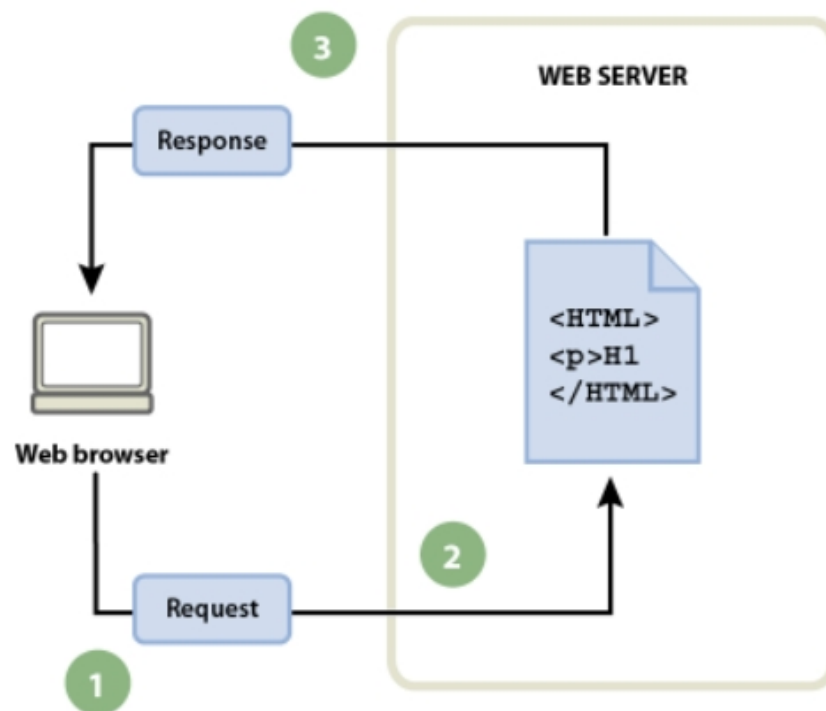 3
WEB SERVER
Response
<HTML>
<p>H1
</HTML>
Web browser
2
Request
1